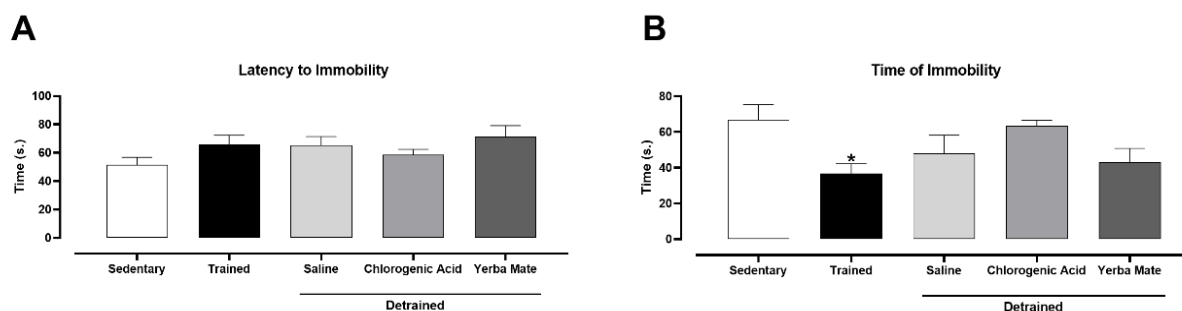 A
Latency to Immobility
Time (s.)
100
80
60
40
20
0
Sedentary Trained Saline Chlorogenic Acid Yerba Mate
Detrained
B
Time of Immobility
Time (s.)
80
60
40
20
0
*
Sedentary Trained Saline Chlorogenic Acid Yerba Mate
Detrained